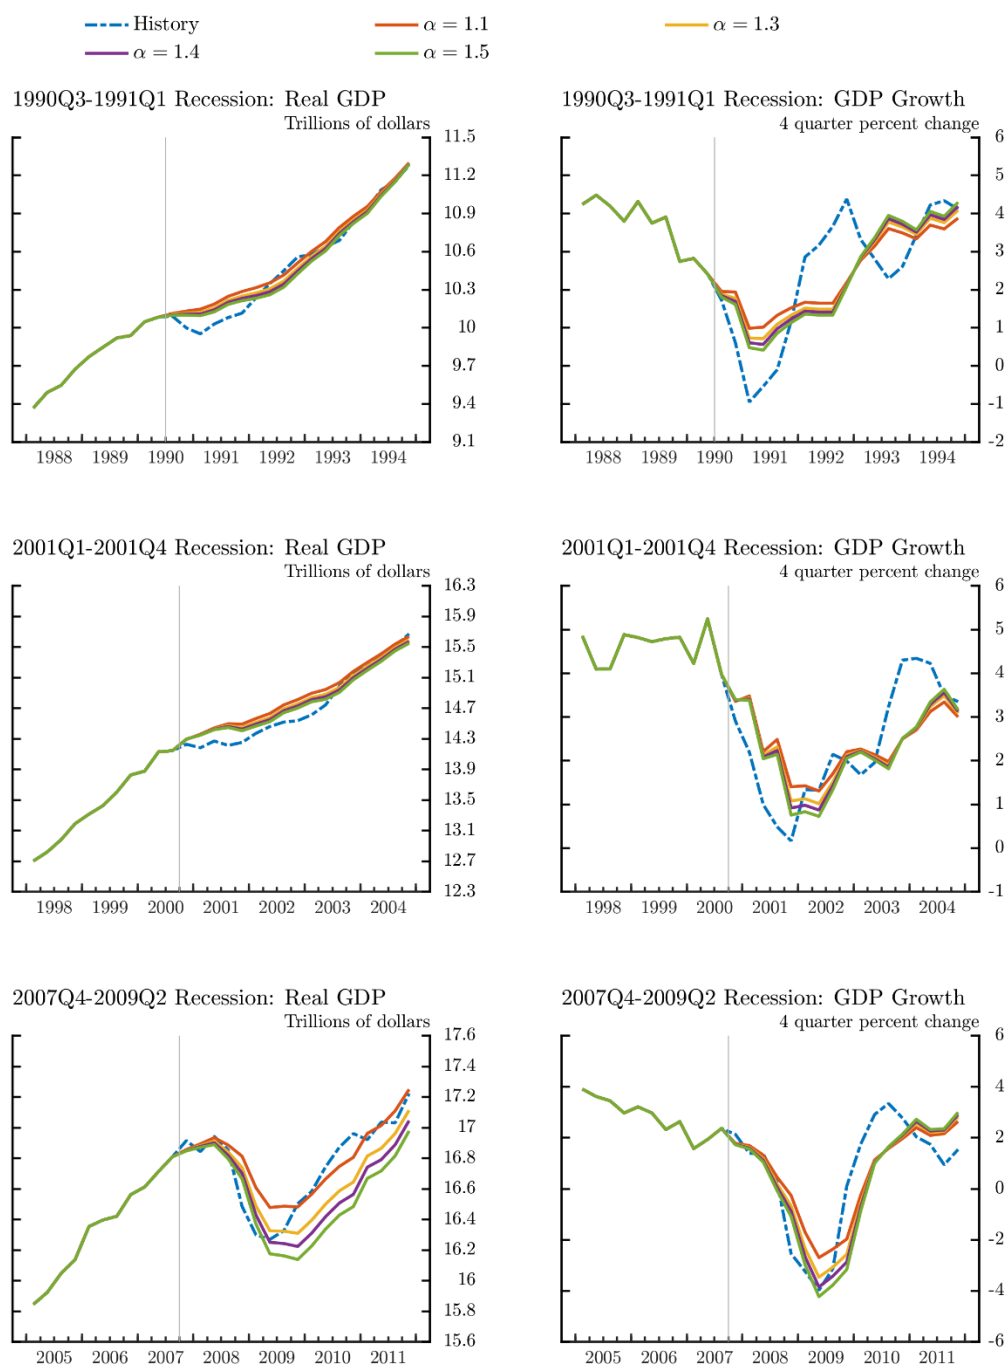 History α = 1.1 α = 1.3
α = 1.4 α = 1.5
1990Q3-1991Q1 Recession: Real GDP
Trillions of dollars
11.5
11.2
10.9
10.6
10.3
10
9.7
9.4
9.1
1988 1989 1990 1991 1992 1993 1994
1990Q3-1991Q1 Recession: GDP Growth
4 quarter percent change
6
5
4
3
2
1
0
-1
-2
1988 1989 1990 1991 1992 1993 1994
2001Q1-2001Q4 Recession: Real GDP
Trillions of dollars
16.3
15.9
15.5
15.1
14.7
14.3
13.9
13.5
13.1
12.7
12.3
1998 1999 2000 2001 2002 2003 2004
2001Q1-2001Q4 Recession: GDP Growth
4 quarter percent change
6
5
4
3
2
1
0
-1
1998 1999 2000 2001 2002 2003 2004
2007Q4-2009Q2 Recession: Real GDP
Trillions of dollars
17.6
17.4
17.2
17
16.8
16.6
16.4
16.2
16
15.8
15.6
2005 2006 2007 2008 2009 2010 2011
2007Q4-2009Q2 Recession: GDP Growth
4 quarter percent change
6
4
2
0
-2
-4
-6
2005 2006 2007 2008 2009 2010 2011